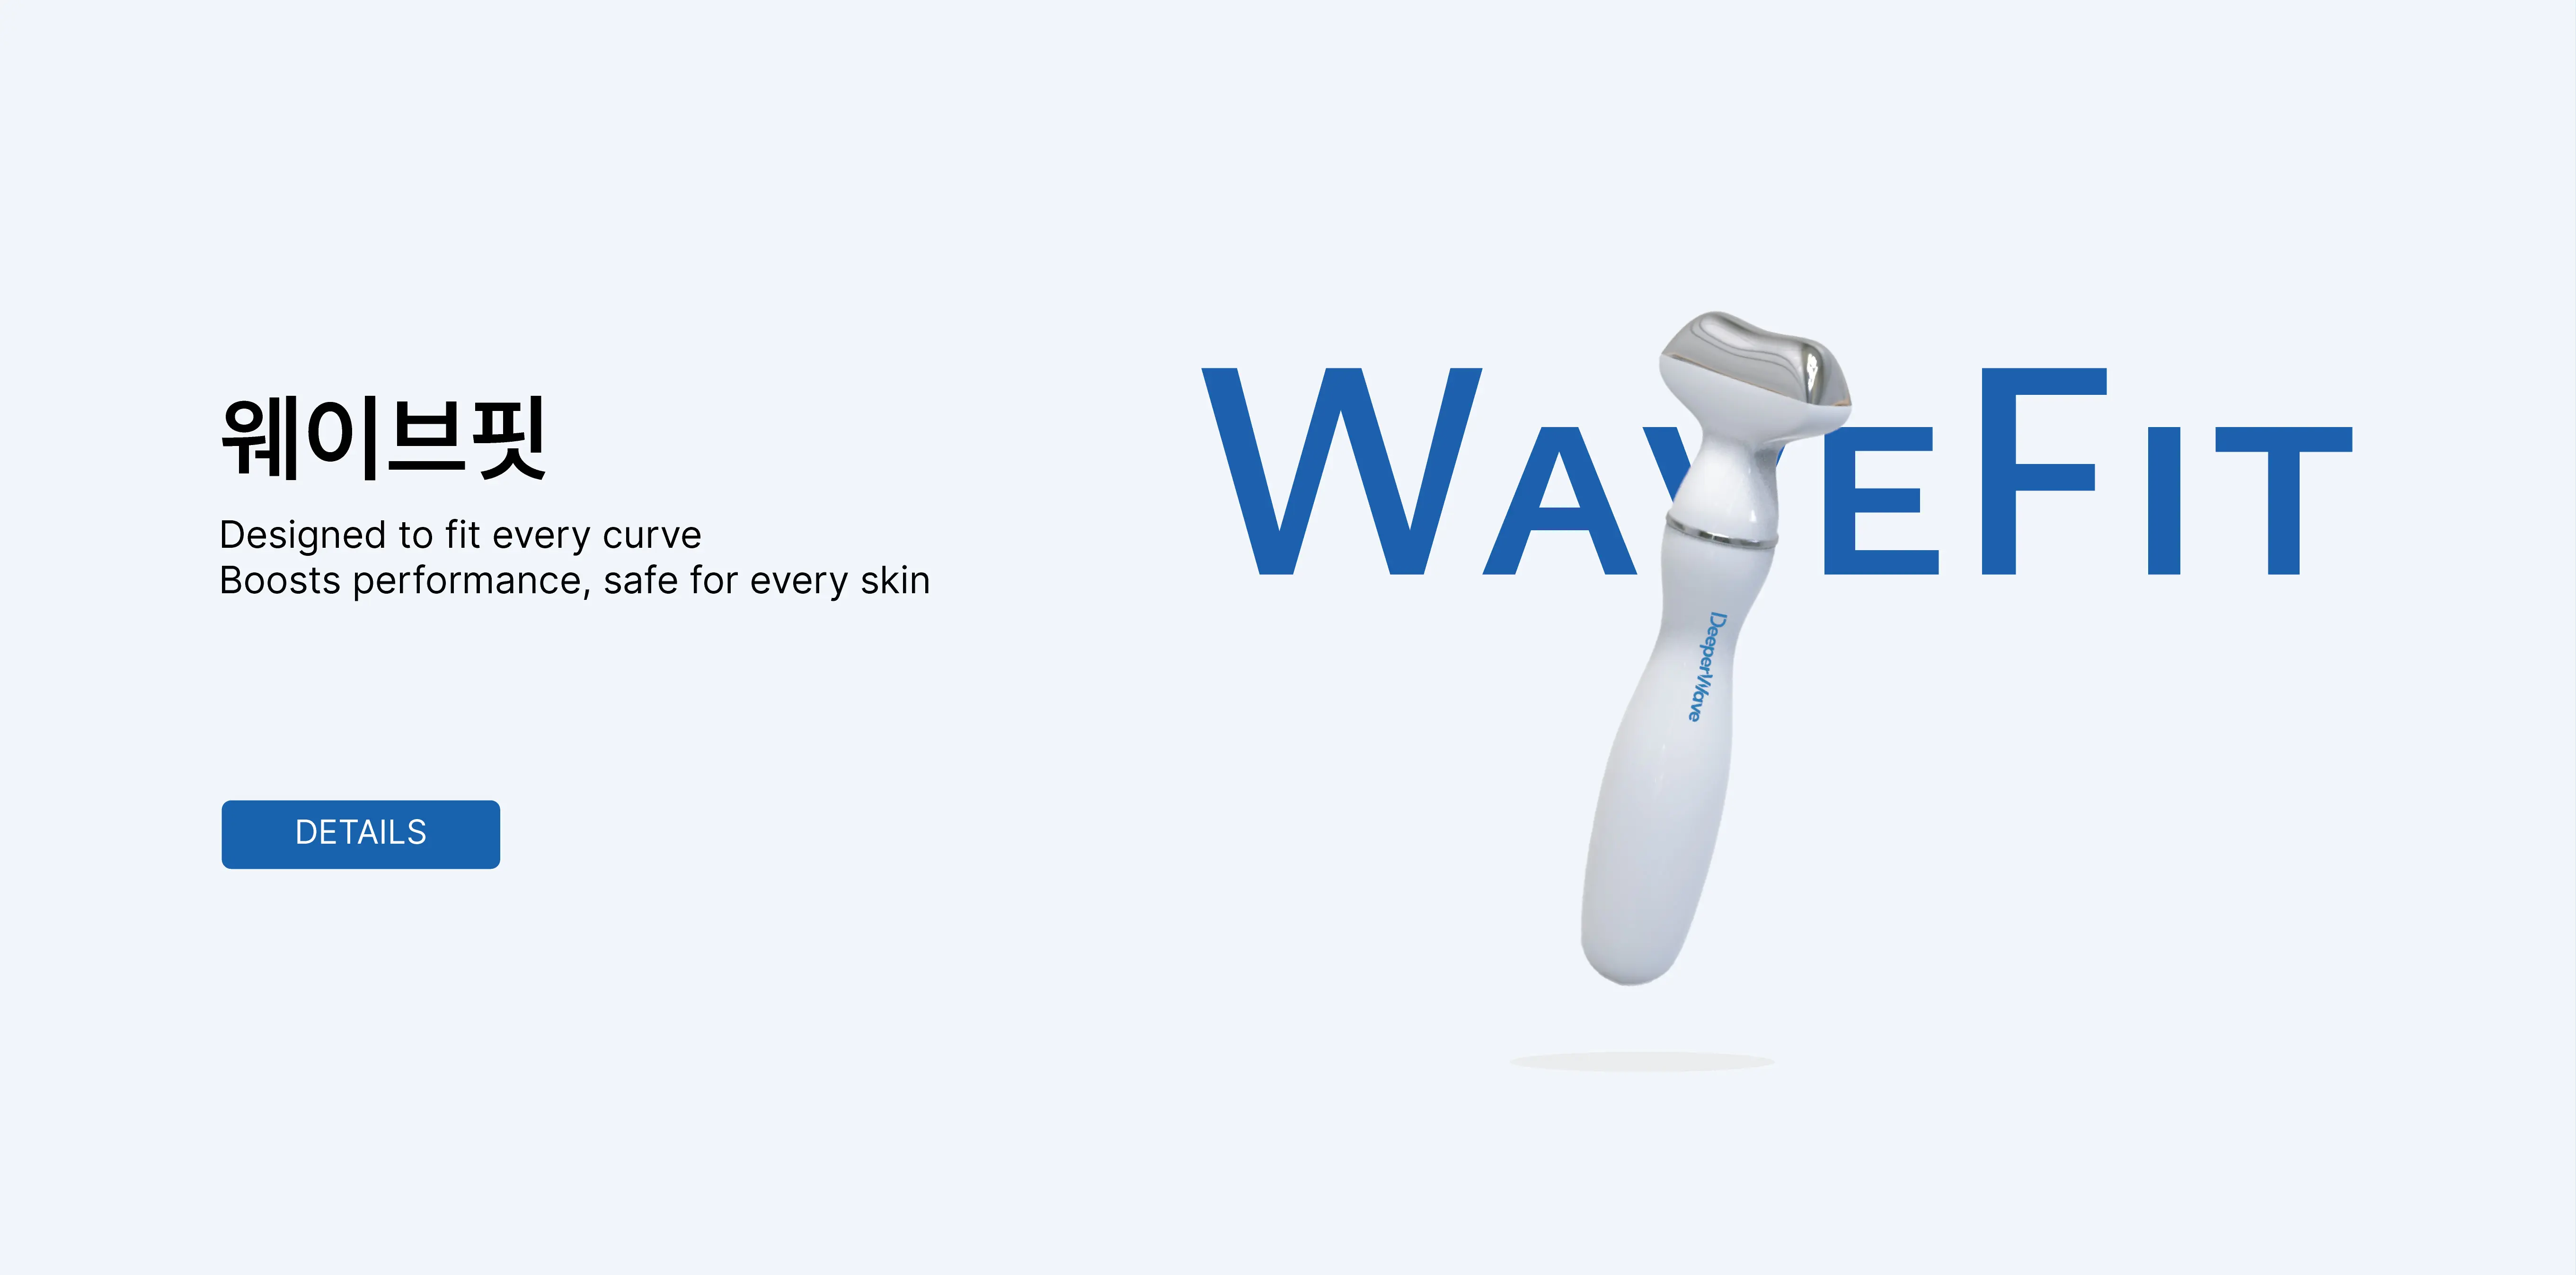 웨이브핏
Designed to fit every curve
Boosts performance, safe for every skin
DETAILS
WAVEFIT
DeeperWave